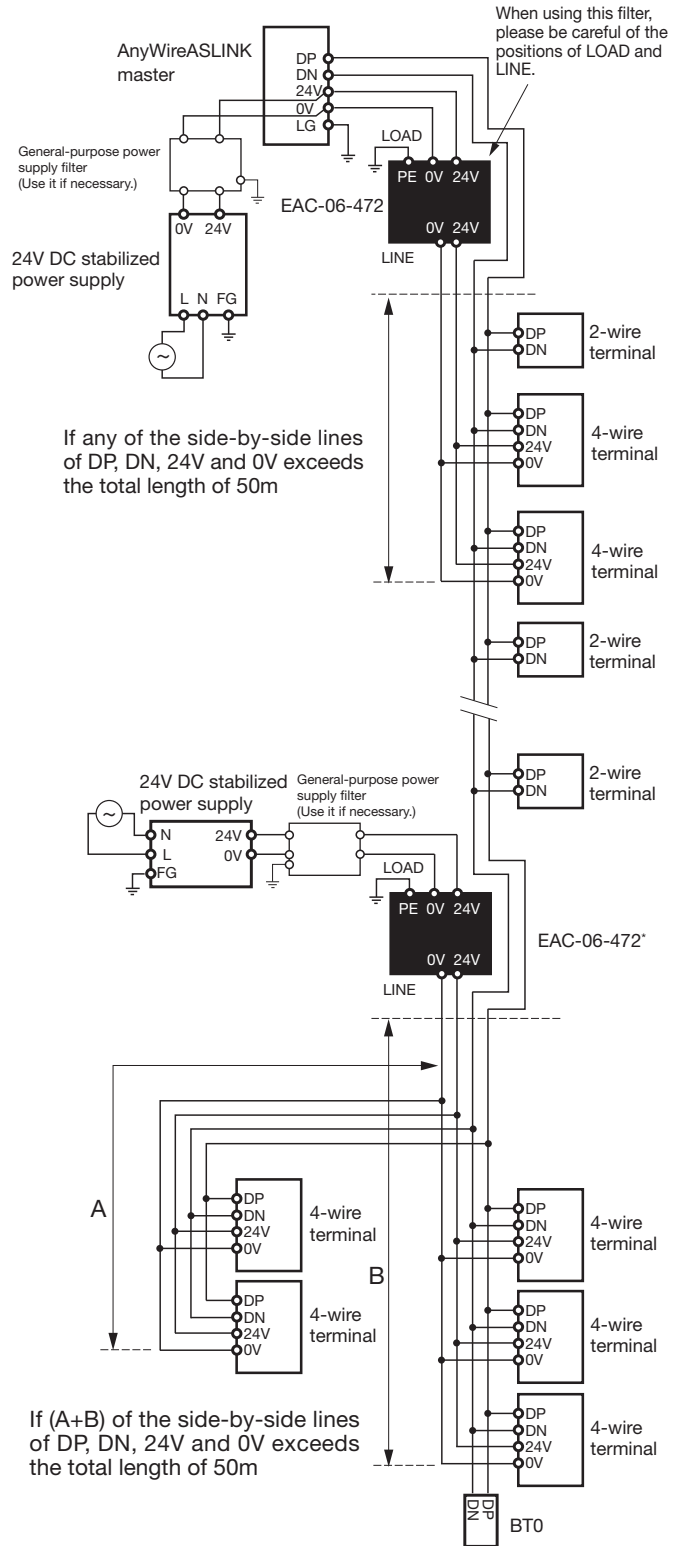 When using this filter,
please be careful of the
positions of LOAD and
LINE.
AnyWireASLINK
master
DP
DN
24V
0V
LG
General-purpose power
supply filter
(Use it if necessary.)
LOAD
PE 0V 24V
EAC-06-472
0V 24V
LINE
0V 24V
24V DC stabilized
power supply
L N FG
~
DP
DN
2-wire
terminal
If any of the side-by-side lines
of DP, DN, 24V and 0V exceeds
the total length of 50m
DP
DN
24V
0V
4-wire
terminal
DP
DN
24V
0V
4-wire
terminal
DP
DN
2-wire
terminal
DP
DN
2-wire
terminal
24V DC stabilized
power supply
General-purpose power
supply filter
(Use it if necessary.)
~
N
L
FG
24V
0V
LOAD
PE 0V 24V
EAC-06-472*
0V 24V
LINE
A
B
DP
DN
24V
0V
4-wire
terminal
DP
DN
24V
0V
4-wire
terminal
DP
DN
24V
0V
4-wire
terminal
DP
DN
24V
0V
4-wire
terminal
DP
DN
24V
0V
4-wire
terminal
If (A+B) of the side-by-side lines
of DP, DN, 24V and 0V exceeds
the total length of 50m
DP
DN
BT0